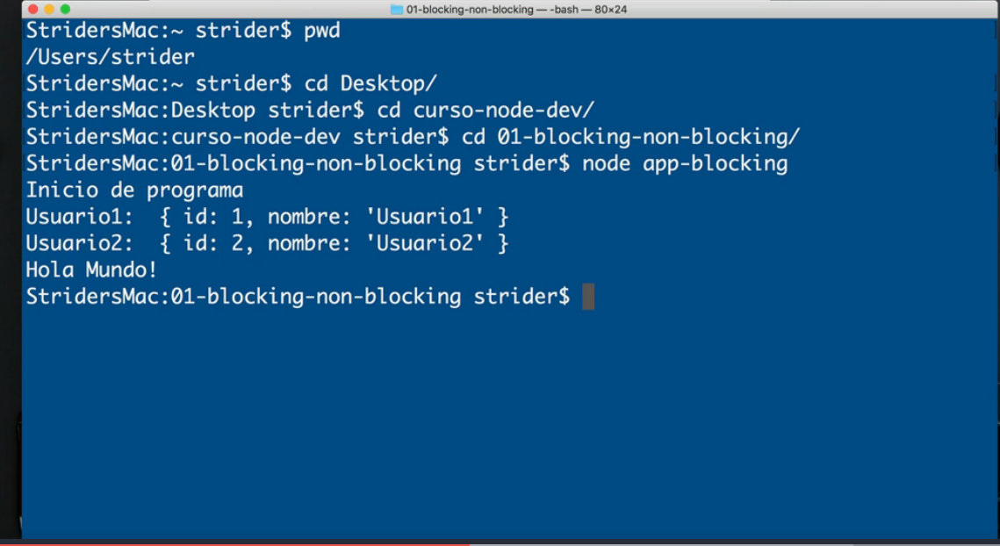 01-blocking-non-blocking — -bash — 80×24
StridersMac:~ strider$ pwd
/Users/strider
StridersMac:~ strider$ cd Desktop/
StridersMac:Desktop strider$ cd curso-node-dev/
StridersMac:curso-node-dev strider$ cd 01-blocking-non-blocking/
StridersMac:01-blocking-non-blocking strider$ node app-blocking
Inicio de programa
Usuario1:  { id: 1, nombre: 'Usuario1' }
Usuario2:  { id: 2, nombre: 'Usuario2' }
Hola Mundo!
StridersMac:01-blocking-non-blocking strider$